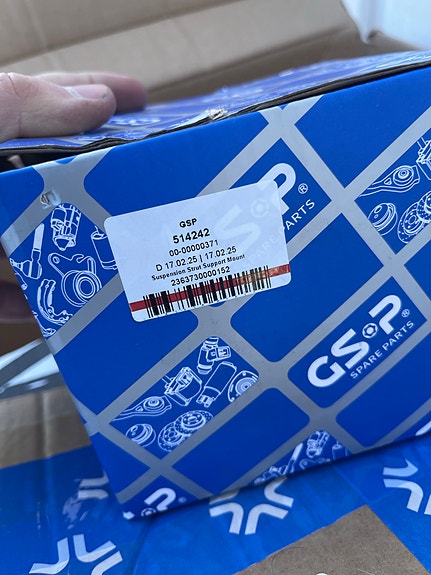 GSP
514242
00-00000371
D 17.02.25 | 17.02.25
Suspension Strut Support Mount
2363730000152
GSP®
SPARE PARTS
GSP®
SPARE PARTS
GSP